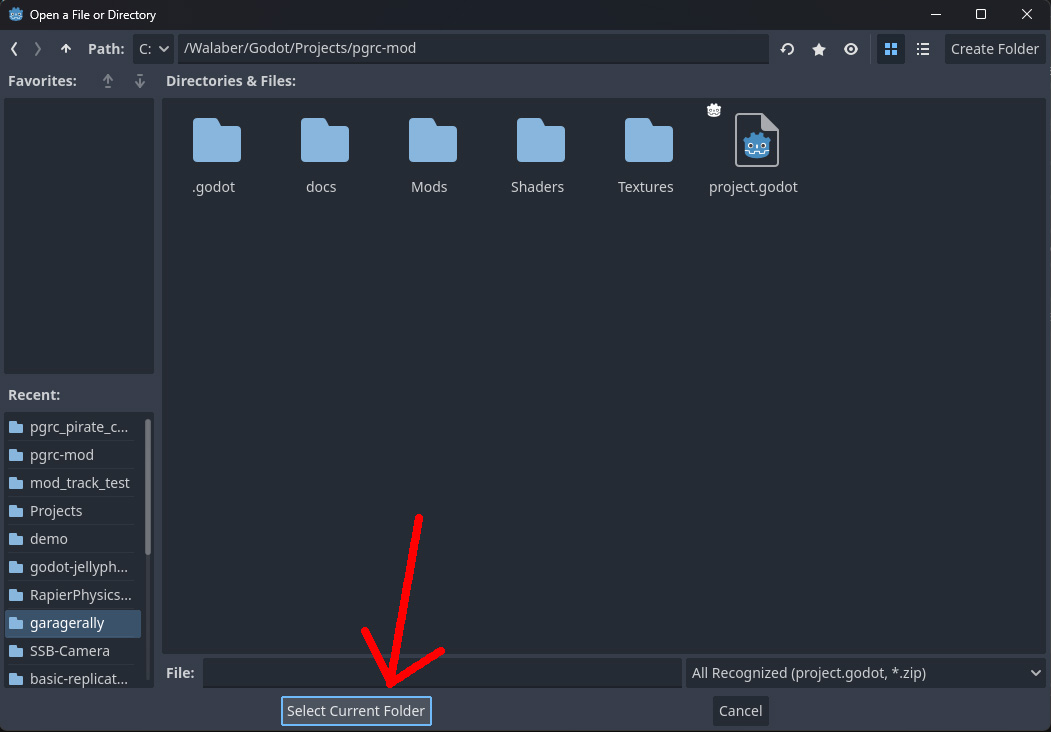 Open a File or Directory
Path: C: /Walaber/Godot/Projects/pgrc-mod Create Folder
Favorites:
Directories & Files:
.godot docs Mods Shaders Textures project.godot
Recent:
pgrc_pirate_c...
pgrc-mod
mod_track_test
Projects
demo
godot-jellyph...
RapierPhysics...
garagerally
SSB-Camera
basic-replicat...
File: All Recognized (project.godot, *.zip)
Select Current Folder Cancel